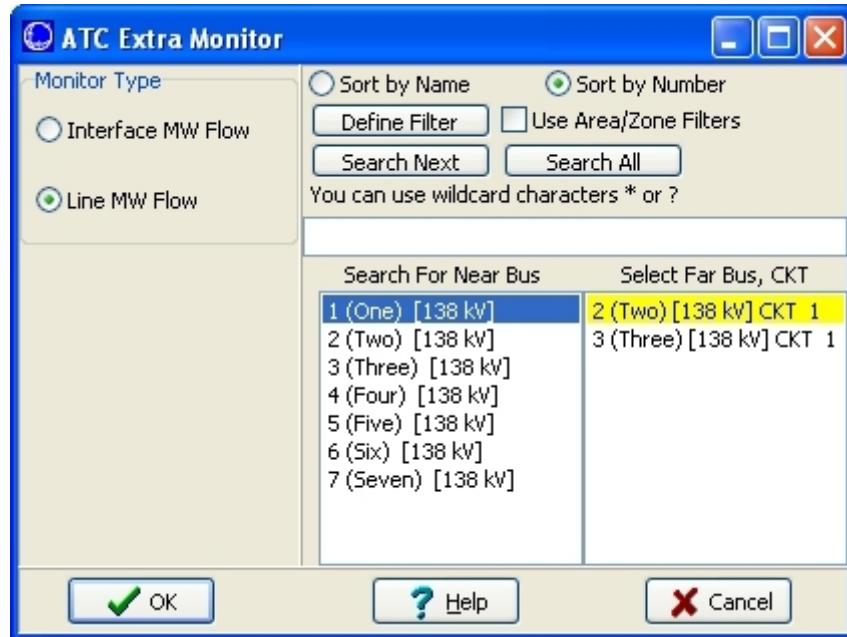 ATC Extra Monitor
Monitor Type
Interface MW Flow
Line MW Flow
Sort by Name
Sort by Number
Define Filter
Use Area/Zone Filters
Search Next
Search All
You can use wildcard characters * or ?
Search For Near Bus
1 (One) [138 kV]
2 (Two) [138 kV]
3 (Three) [138 kV]
4 (Four) [138 kV]
5 (Five) [138 kV]
6 (Six) [138 kV]
7 (Seven) [138 kV]
Select Far Bus, CKT
2 (Two) [138 kV] CKT 1
3 (Three) [138 kV] CKT 1
OK
Help
Cancel